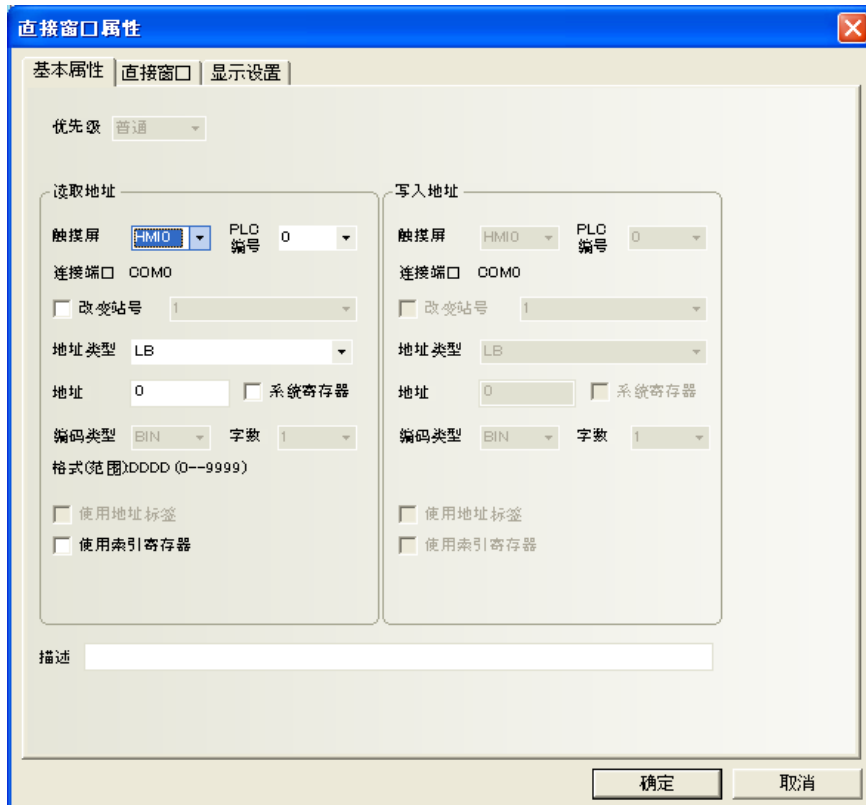 直接窗口属性
基本属性 直接窗口 显示设置
优先级 普通
读取地址
触摸屏 HMI0 PLC编号 0
连接端口 COM0
改变站号 1
地址类型 LB
地址 0 系统寄存器
编码类型 BIN 字数 1
格式(范围):DDDD (0--9999)
使用地址标签
使用索引寄存器
写入地址
触摸屏 HMI0 PLC编号 0
连接端口 COM0
改变站号 1
地址类型 LB
地址 0 系统寄存器
编码类型 BIN 字数 1
使用地址标签
使用索引寄存器
描述
确定 取消